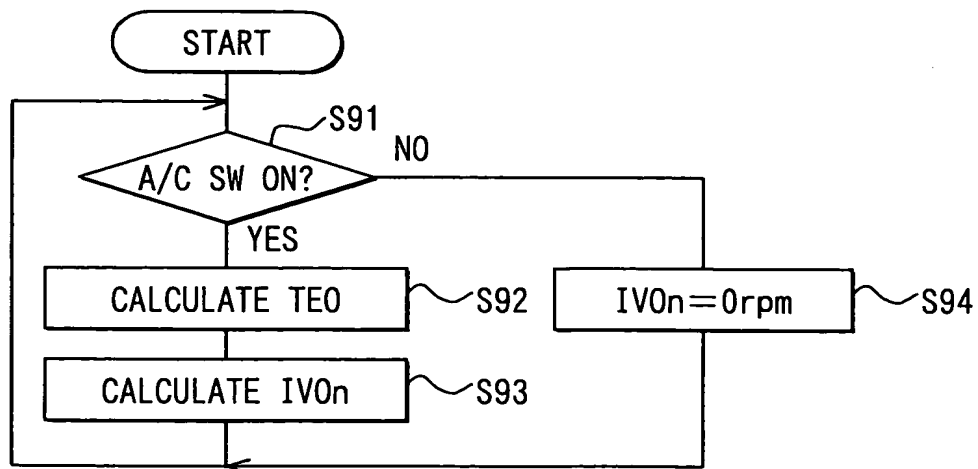 START
S91
A/C SW ON?
NO
YES
CALCULATE TEO
S92
IVOn=0rpm
S94
CALCULATE IVOn
S93